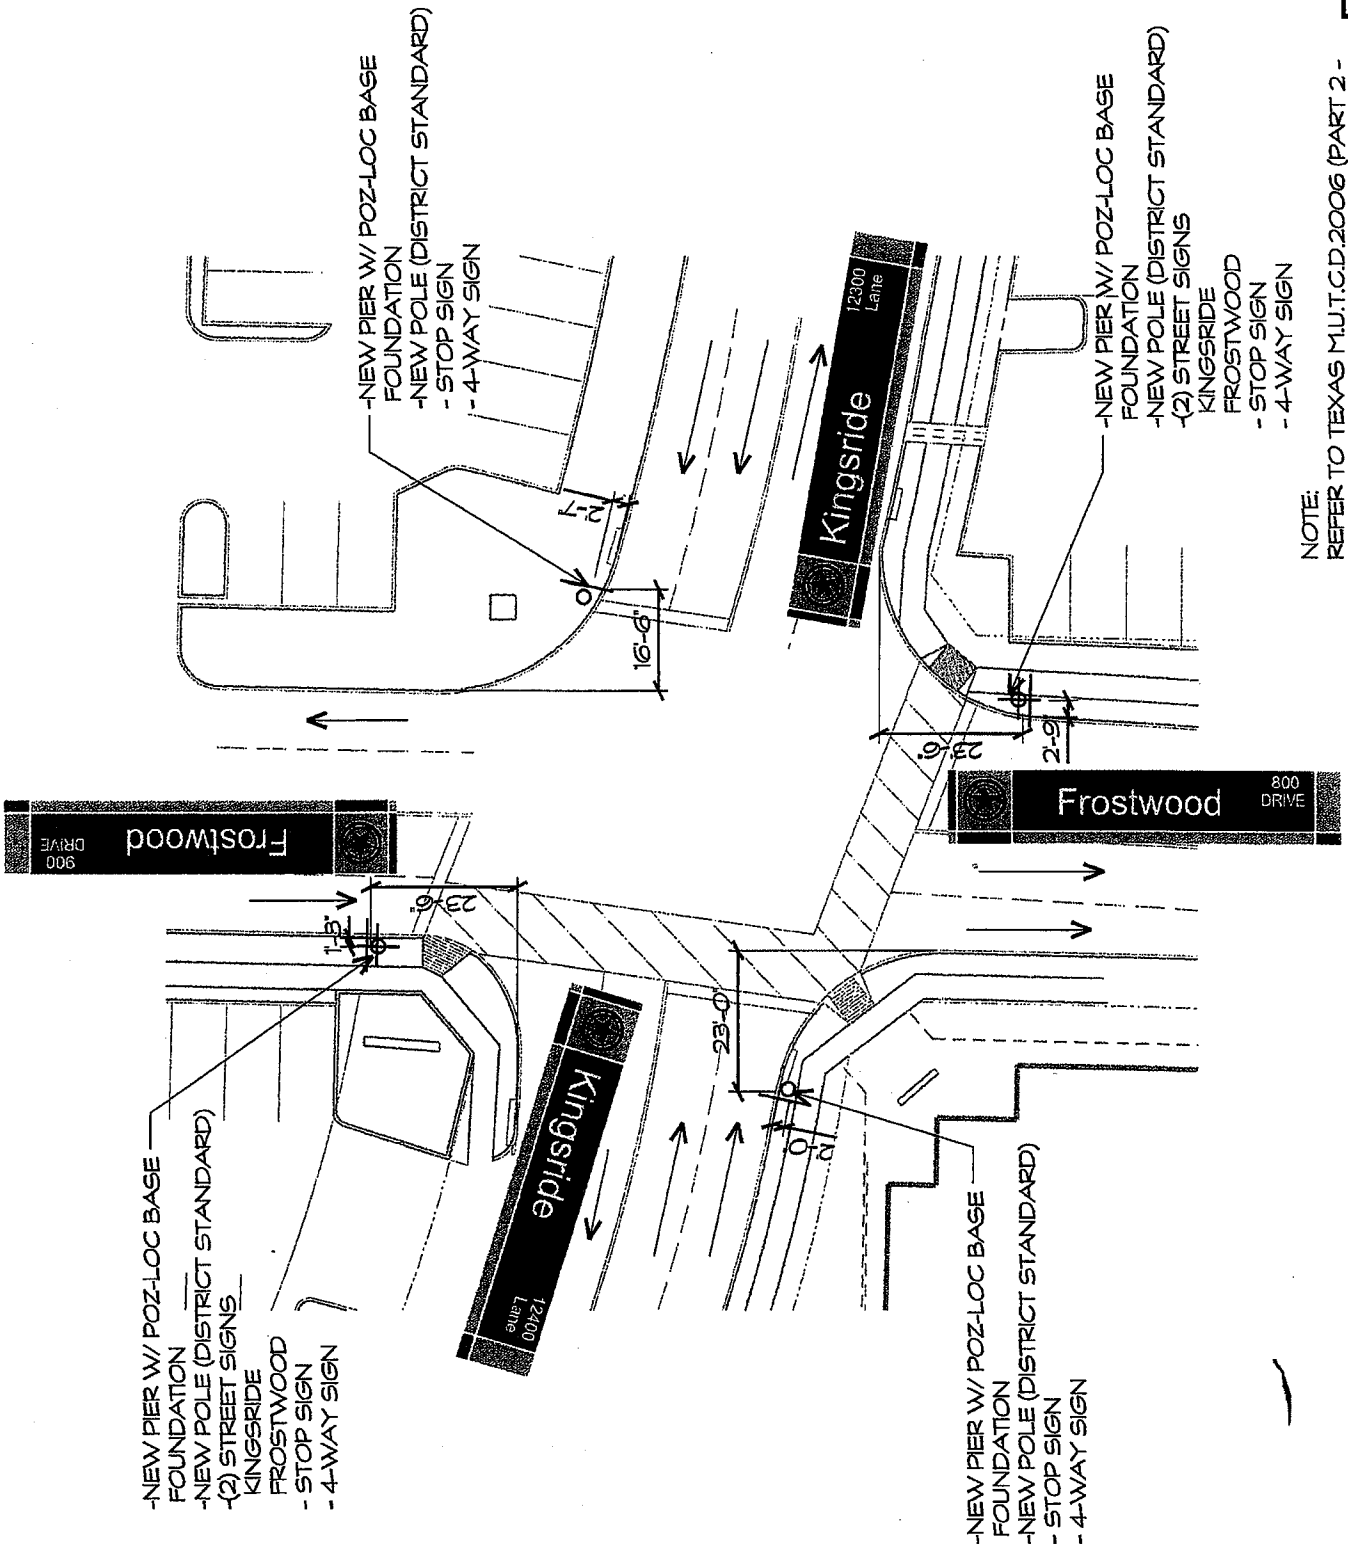 -NEW PIER W/ POZ-LOC BASE
FOUNDATION
-NEW POLE (DISTRICT STANDARD)
- STOP SIGN
- 4-WAY SIGN
-NEW PIER W/ POZ-LOC BASE
FOUNDATION
-NEW POLE (DISTRICT STANDARD)
-(2) STREET SIGNS
KINGSRIDE
FROSTWOOD
- STOP SIGN
- 4-WAY SIGN
NOTE:
REFER TO TEXAS M.U.T.C.D.2006 (PART 2 -
12300
Lane
Kingsride
2'-7"
16'-6"
23'-6"
2'-9"
Frostwood
900
DRIVE
Frostwood
800
DRIVE
1'-3"
23'-6"
23'-0"
2'-0"
Kingsride
12400
Lane
-NEW PIER W/ POZ-LOC BASE
FOUNDATION
-NEW POLE (DISTRICT STANDARD)
-(2) STREET SIGNS
KINGSRIDE
FROSTWOOD
- STOP SIGN
- 4-WAY SIGN
-NEW PIER W/ POZ-LOC BASE
FOUNDATION
-NEW POLE (DISTRICT STANDARD)
- STOP SIGN
- 4-WAY SIGN